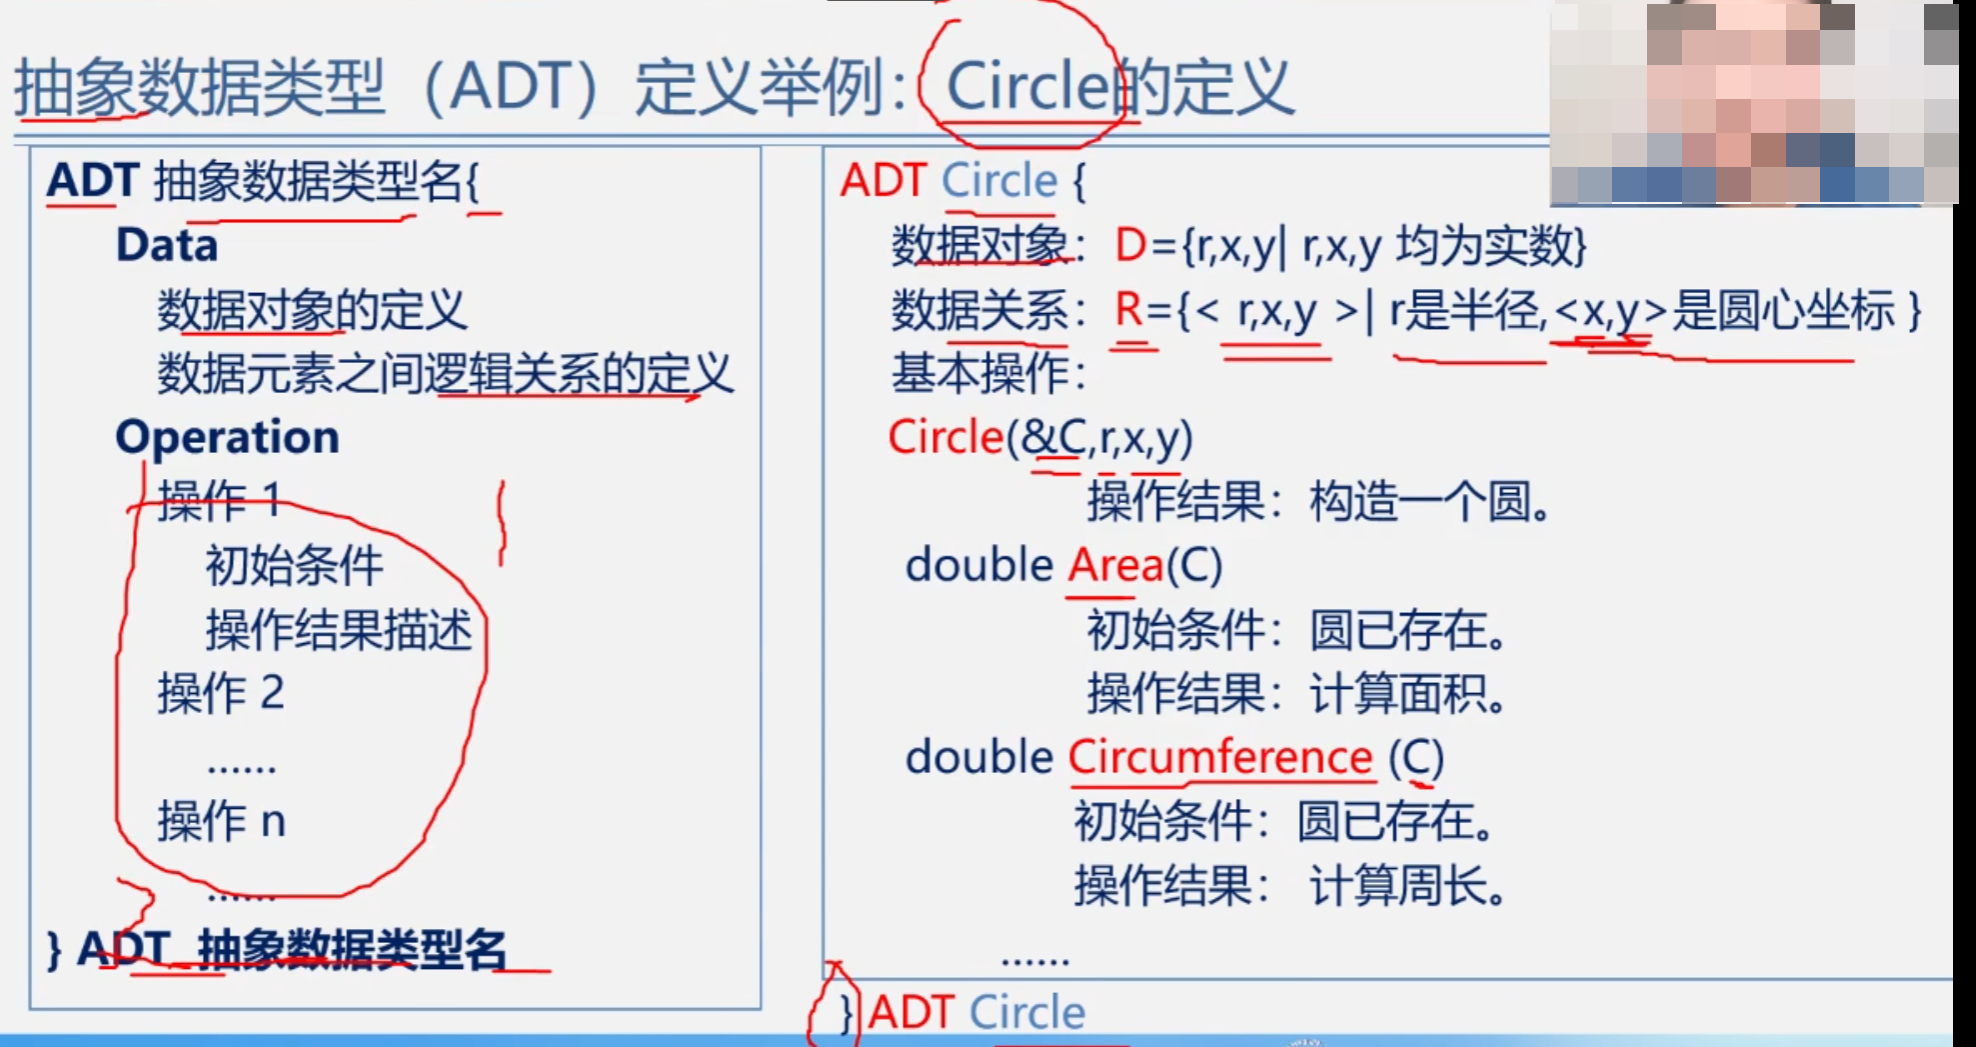 抽象数据类型（ADT）定义举例：Circle的定义
ADT 抽象数据类型名{
Data
数据对象的定义
数据元素之间逻辑关系的定义
Operation
操作 1
初始条件
操作结果描述
操作 2
……
操作 n
……
} ADT 抽象数据类型名
ADT Circle {
数据对象：D={r,x,y| r,x,y 均为实数}
数据关系：R={< r,x,y >| r是半径,<x,y>是圆心坐标 }
基本操作：
Circle(&C,r,x,y)
操作结果：构造一个圆。
double Area(C)
初始条件：圆已存在。
操作结果：计算面积。
double Circumference (C)
初始条件：圆已存在。
操作结果： 计算周长。
……
} ADT Circle